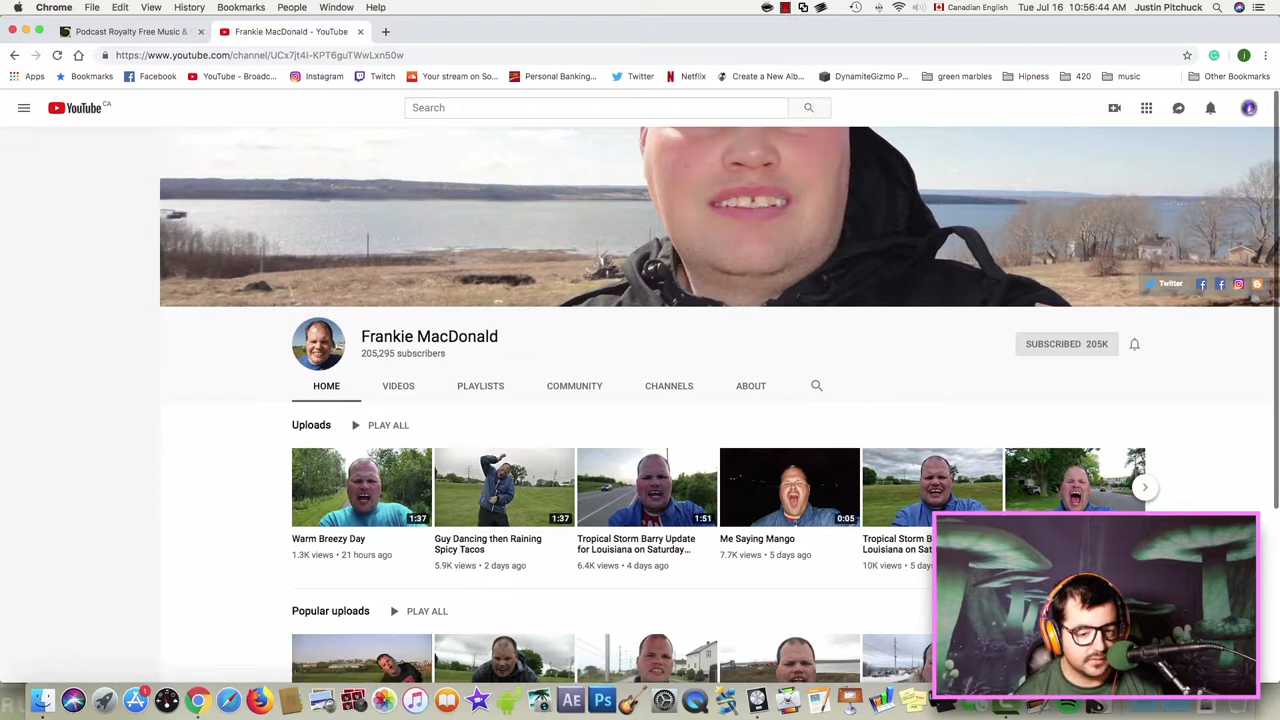 Chrome File Edit View History Bookmarks People Window Help Canadian English Tue Jul 16 10:56:44 AM Justin Pitchuck
Podcast Royalty Free Music & Frankie MacDonald - YouTube
https://www.youtube.com/channel/UCx7jt4I-KPT6guTWwLxn50w
Apps Bookmarks Facebook YouTube - Broadc... Instagram Twitch Your stream on So... Personal Banking... Twitter Netflix Create a New Alb... DynamiteGizmo P... green marbles Hipness 420 music Other Bookmarks
YouTube CA Search
Twitter
Frankie MacDonald
205,295 subscribers
SUBSCRIBED 205K
HOME VIDEOS PLAYLISTS COMMUNITY CHANNELS ABOUT
Uploads PLAY ALL
1:37 1:37 1:51 0:05
Warm Breezy Day Guy Dancing then Raining Tropical Storm Barry Update Me Saying Mango Tropical Storm B
Spicy Tacos for Louisiana on Saturday... Louisiana on Sat
1.3K views • 21 hours ago 5.9K views • 2 days ago 6.4K views • 4 days ago 7.7K views • 5 days ago 10K views • 5 days
Popular uploads PLAY ALL
Ae Ps